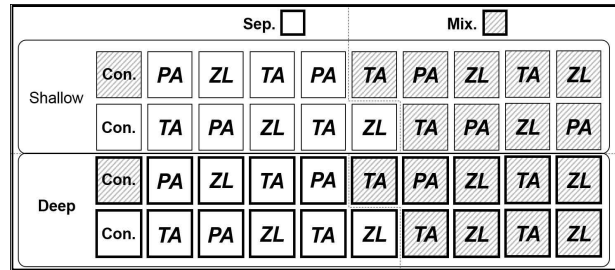 Sep. Mix.
Shallow
Con. PA ZL TA PA TA PA ZL TA ZL
Con. TA PA ZL TA ZL TA PA ZL PA
Deep
Con. PA ZL TA PA TA PA ZL TA ZL
Con. TA PA ZL TA ZL TA ZL TA ZL